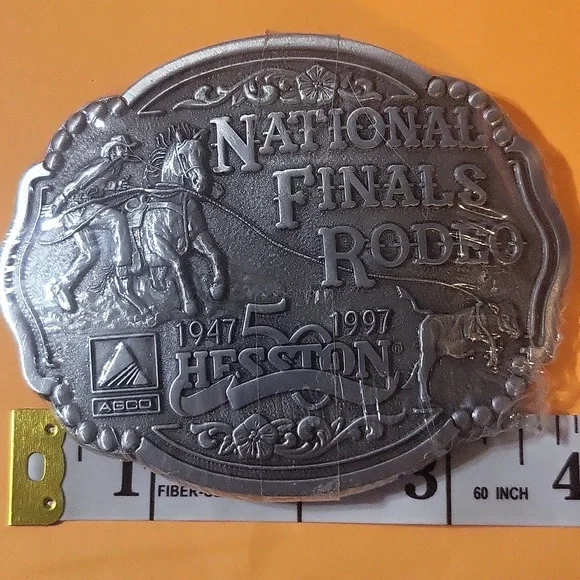 NATIONAL
FINALS
RODEO
1947 50 1997
HESSTON®
AGCO
1 3 4
FIBER-
60 INCH